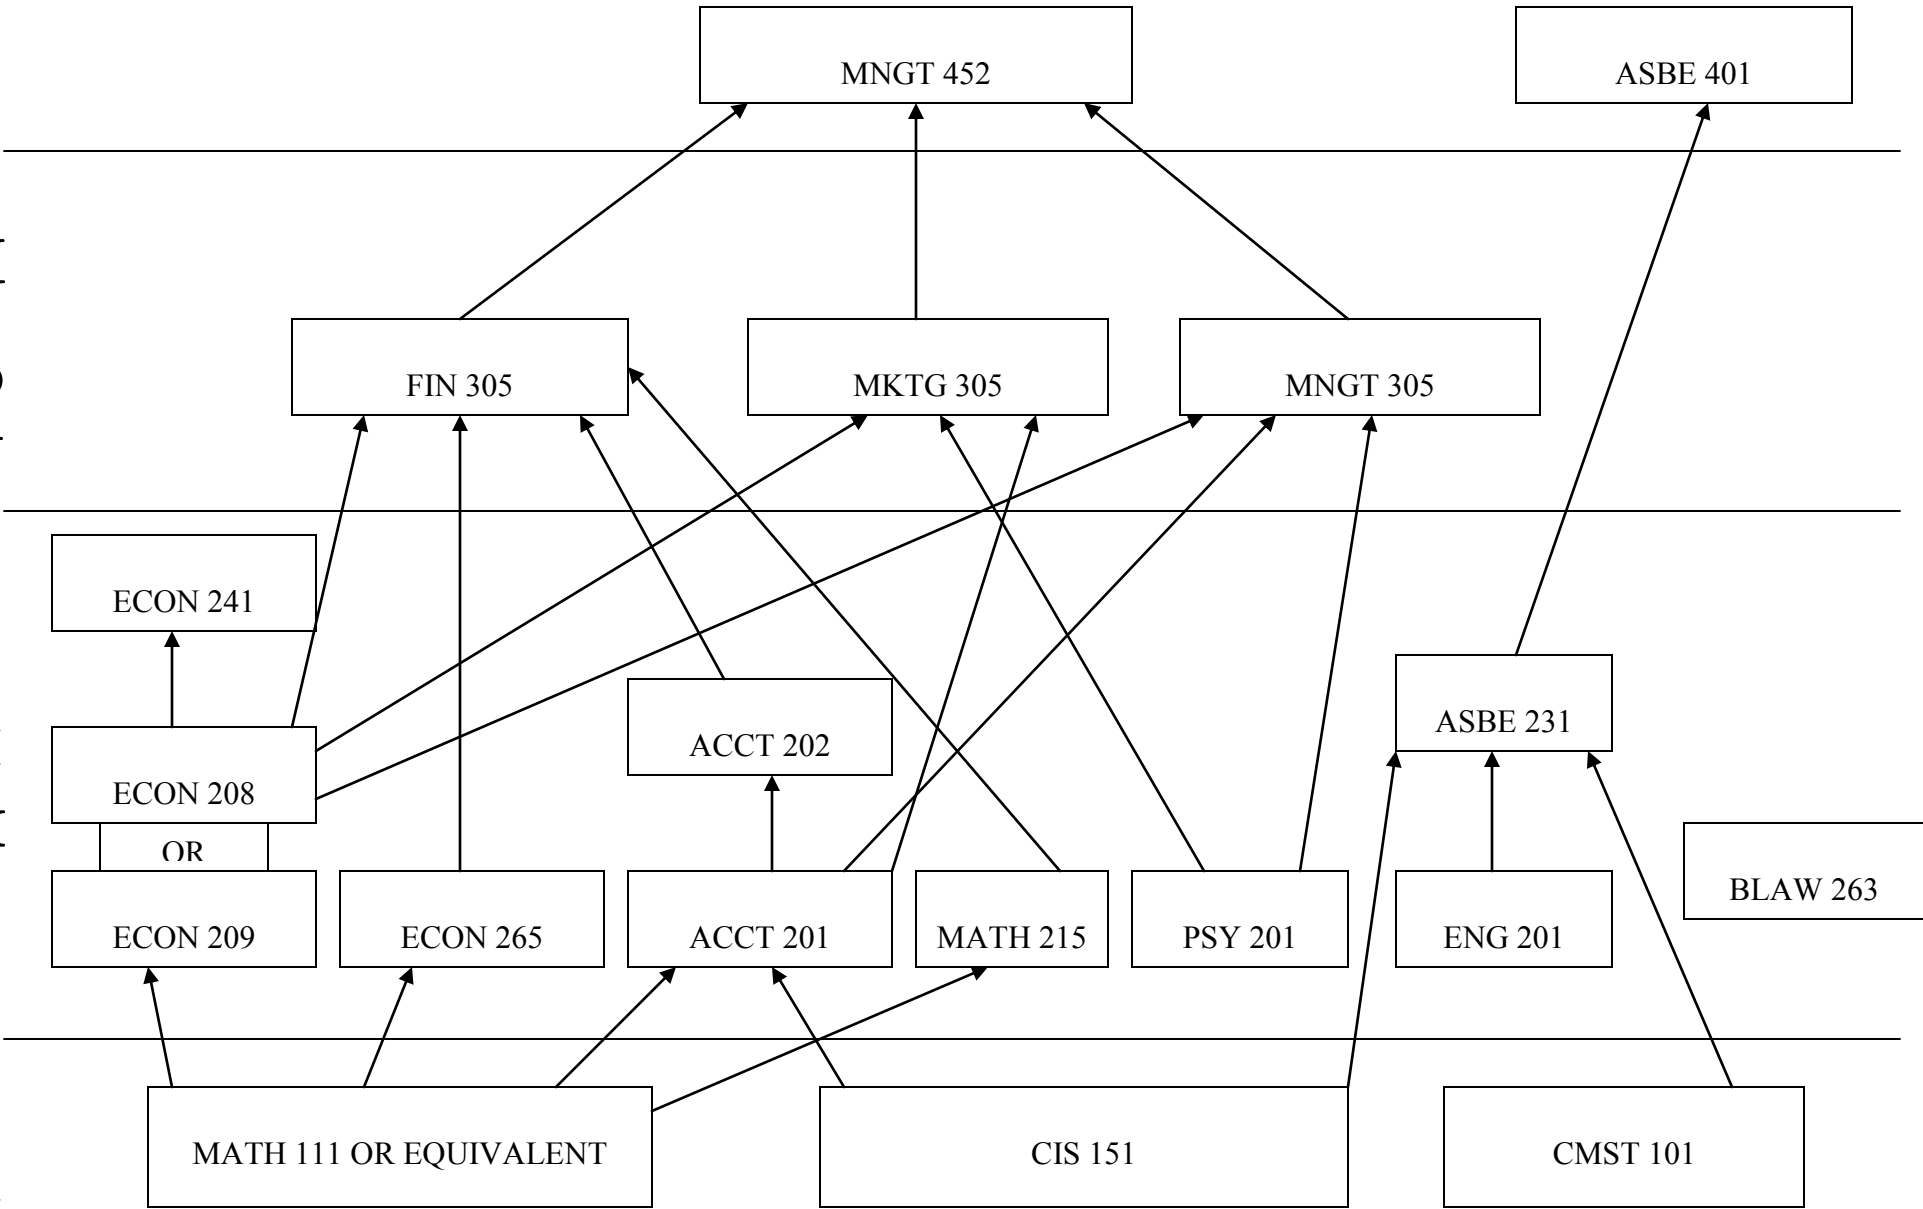 MNGT 452
ASBE 401
FIN 305
MKTG 305
MNGT 305
ECON 241
ECON 208
OR
ECON 209
ECON 265
ACCT 202
ACCT 201
MATH 215
PSY 201
ASBE 231
ENG 201
BLAW 263
MATH 111 OR EQUIVALENT
CIS 151
CMST 101